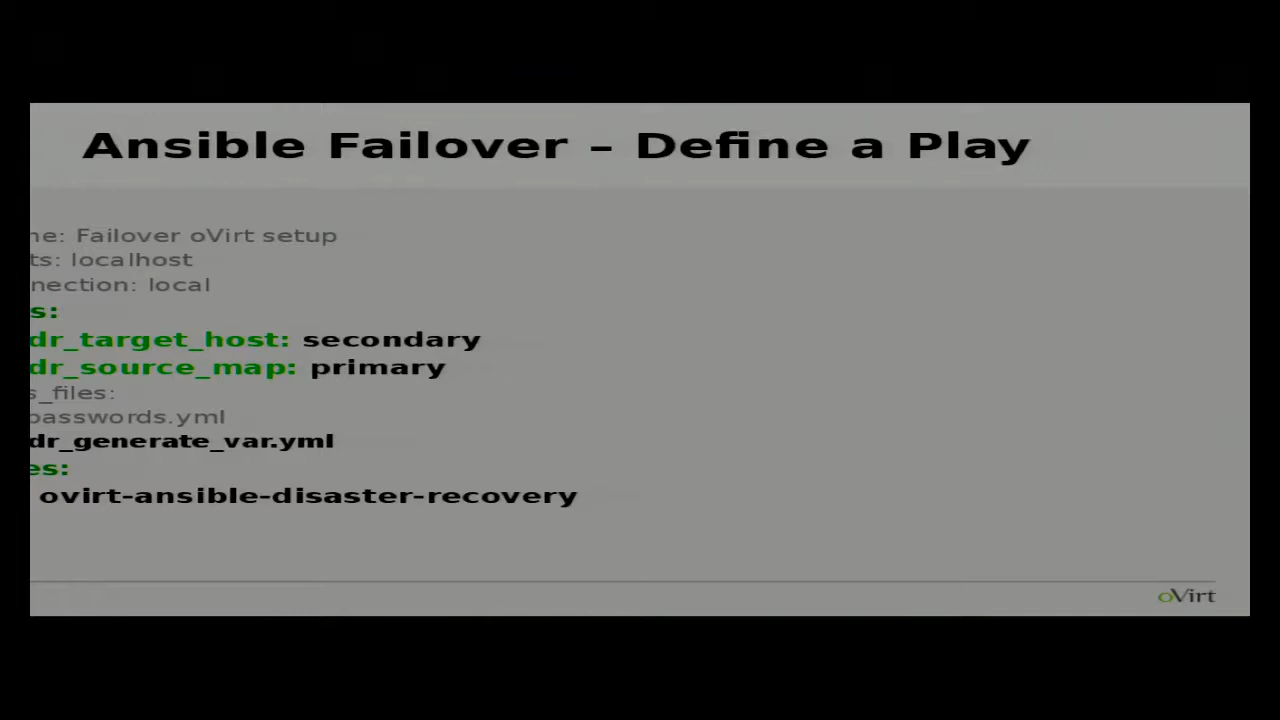 Ansible Failover – Define a Play
ne: Failover oVirt setup
ts: localhost
nection: local
s:
dr_target_host: secondary
dr_source_map: primary
s_files:
passwords.yml
dr_generate_var.yml
es:
ovirt-ansible-disaster-recovery
oVirt